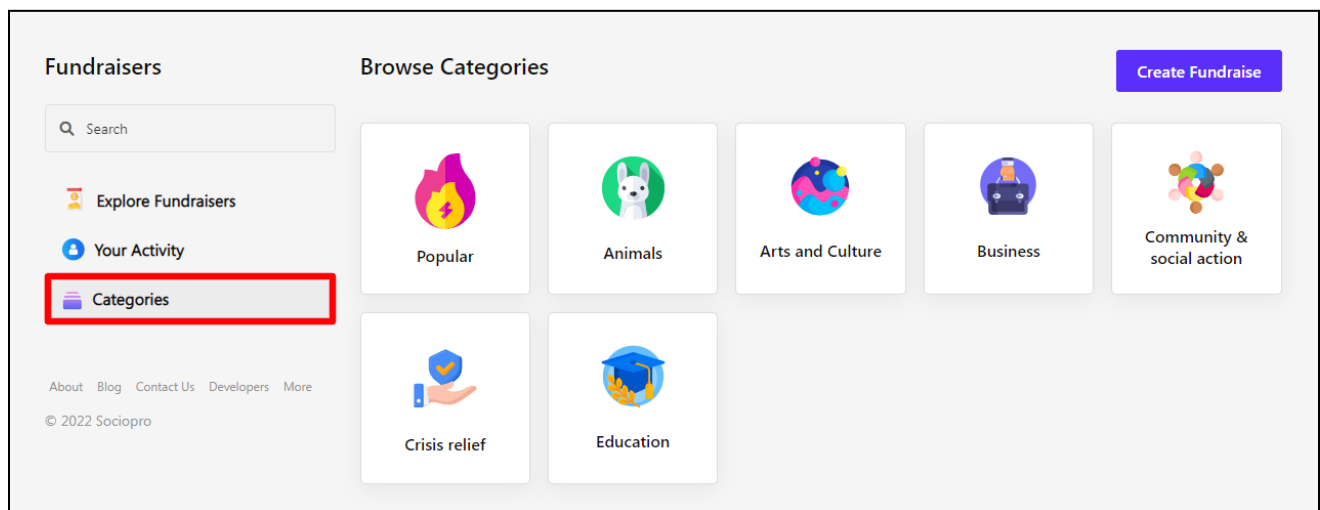 Fundraisers
Search
Explore Fundraisers
Your Activity
Categories
About Blog Contact Us Developers More
© 2022 Sociopro
Browse Categories
Create Fundraise
Popular
Animals
Arts and Culture
Business
Community &
social action
Crisis relief
Education